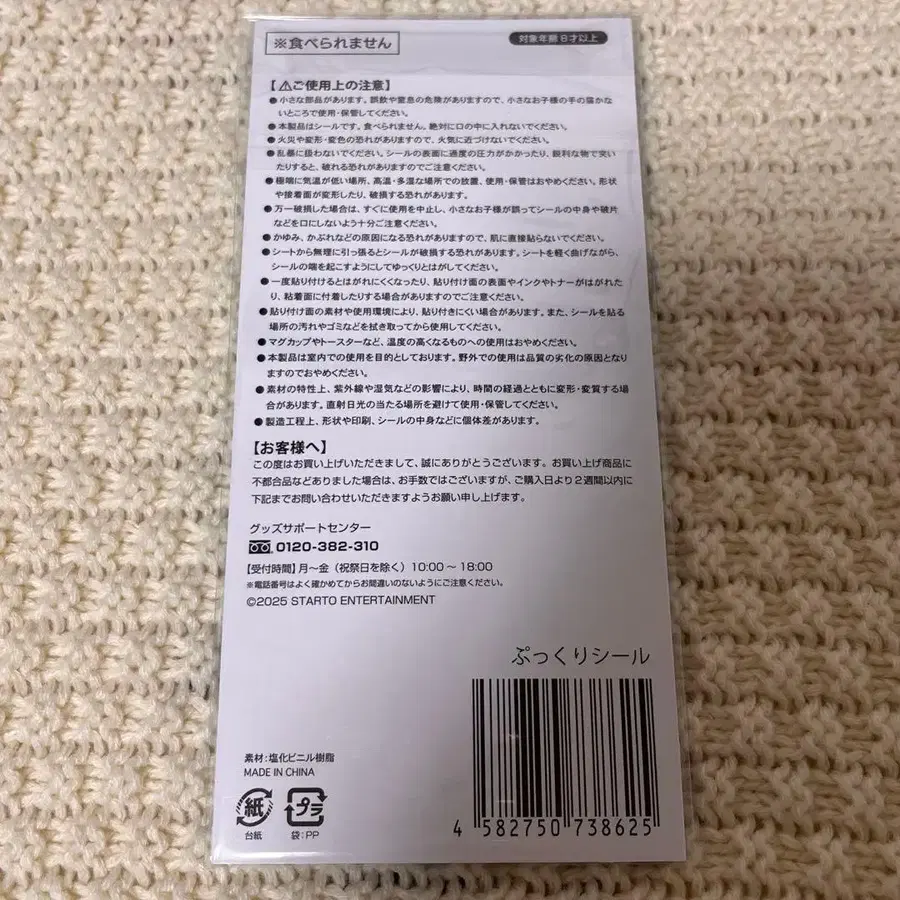 ※食べられません
対象年齢8才以上
【⚠ご使用上の注意】
●小さな部品があります。誤飲や窒息の危険がありますので、小さなお子様の手の届かな
いところで使用・保管してください。
●本製品はシールです。食べられません。絶対に口の中に入れないでください。
●火災や変形・変色の恐れがありますので、火気に近づけないでください。
●乱暴に扱わないでください。シールの表面に過度の圧力がかかったり、鋭利な物で突い
たりすると、破れる恐れがありますのでご注意ください。
●極端に気温が低い場所、高温・多湿な場所での放置、使用・保管はおやめください。形状
や接着面が変形したり、破損する恐れがあります。
●万一破損した場合は、すぐに使用を中止し、小さなお子様が誤ってシールの中身や破片
などを口にしないよう十分ご注意ください。
●かゆみ、かぶれなどの原因になる恐れがありますので、肌に直接貼らないでください。
●シートから無理に引っ張るとシールが破損する恐れがあります。シートを軽く曲げながら、
シールの端を起こすようにしてゆっくりとはがしてください。
●一度貼り付けるとはがれにくくなったり、貼り付け面の表面やインクやトナーがはがれた
り、粘着面に付着したりする場合がありますのでご注意ください。
●貼り付け面の素材や使用環境により、貼り付きにくい場合があります。また、シールを貼る
場所の汚れやゴミなどを拭き取ってから使用してください。
●マグカップやトースターなど、温度の高くなるものへの使用はおやめください。
●本製品は室内での使用を目的としております。野外での使用は品質の劣化の原因となり
ますのでおやめください。
●素材の特性上、紫外線や湿気などの影響により、時間の経過とともに変形・変質する場
合があります。直射日光の当たる場所を避けて使用・保管してください。
●製造工程上、形状や印刷、シールの中身などに個体差があります。
【お客様へ】
この度はお買い上げいただきまして、誠にありがとうございます。お買い上げ商品に
不都合品などありました場合は、お手数ではございますが、ご購入日より2週間以内に
下記までお問い合わせいただきますようお願い申し上げます。
グッズサポートセンター
0120-382-310
【受付時間】月〜金（祝祭日を除く）10:00〜18:00
※電話番号はよく確かめてからお間違いのないようにご注意ください。
©2025 STARTO ENTERTAINMENT
ぷっくりシール
素材:塩化ビニル樹脂
MADE IN CHINA
紙
プラ
台紙
袋:PP
4 582750 738625